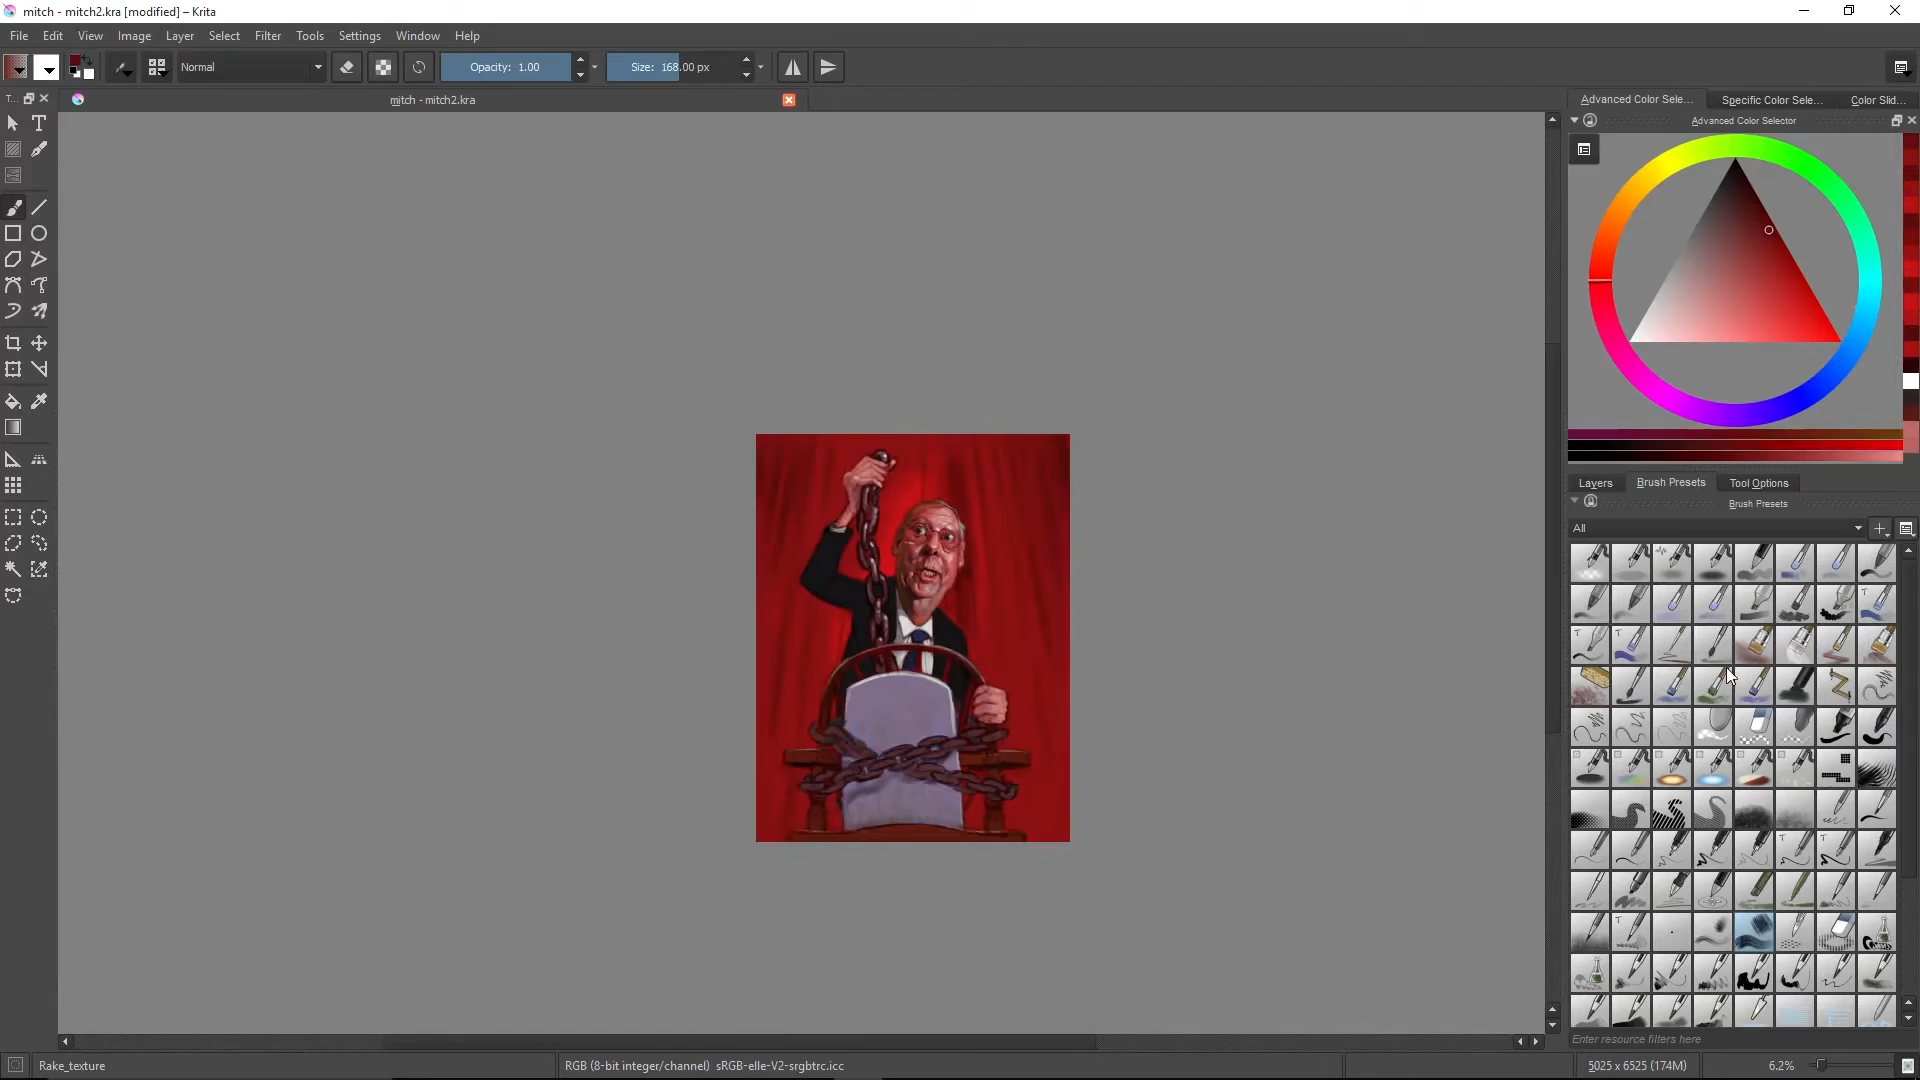 mitch - mitch2.kra [modified] – Krita
File Edit View Image Layer Select Filter Tools Settings Window Help
Normal Opacity: 1.00 Size: 168.00 px
T... mitch - mitch2.kra Advanced Color Sele... Specific Color Sele... Color Slid...
Advanced Color Selector
Layers Brush Presets Tool Options
Brush Presets
All
Enter resource filters here
Rake_texture RGB (8-bit integer/channel) sRGB-elle-V2-srgbtrc.icc 5025 x 6525 (174M) 6.2%